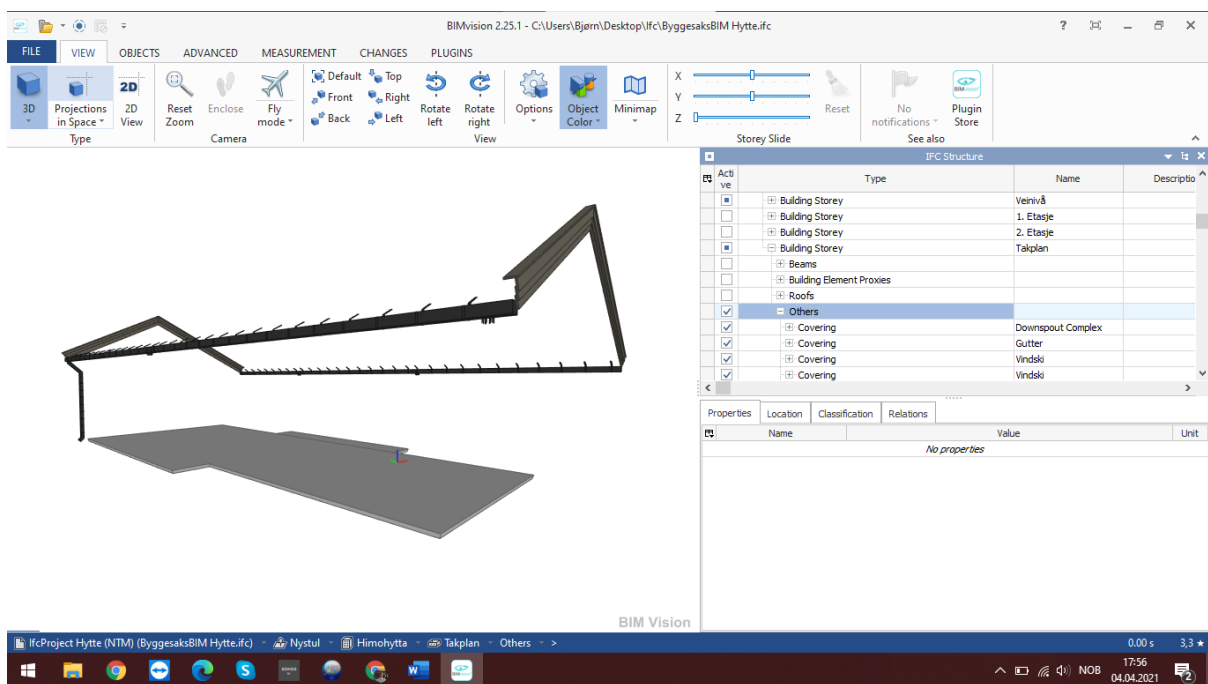 BIMvision 2.25.1 - C:\Users\Bjørn\Desktop\Ifc\ByggesaksBIM Hytte.ifc
FILE VIEW OBJECTS ADVANCED MEASUREMENT CHANGES PLUGINS
3D
Projections in Space
2D
2D View
Type
Reset Zoom
Enclose
Fly mode
Camera
Default
Front
Back
Top
Right
Left
Rotate left
Rotate right
Options
Object Color
Minimap
View
X
Y
Z
Reset
Storey Slide
No notifications
Plugin Store
See also
IFC Structure
Active Type Name Descriptio
Building Storey Veinivå
Building Storey 1. Etasje
Building Storey 2. Etasje
Building Storey Takplan
Beams
Building Element Proxies
Roofs
Others
Covering Downspout Complex
Covering Gutter
Covering Vindski
Covering Vindski
Properties Location Classification Relations
Name Value Unit
No properties
BIM Vision
IfcProject Hytte (NTM) (ByggesaksBIM Hytte.ifc) Nystul Himohytta Takplan Others > 0.00 s 3,3 ★
NOB
17:56
04.04.2021
2